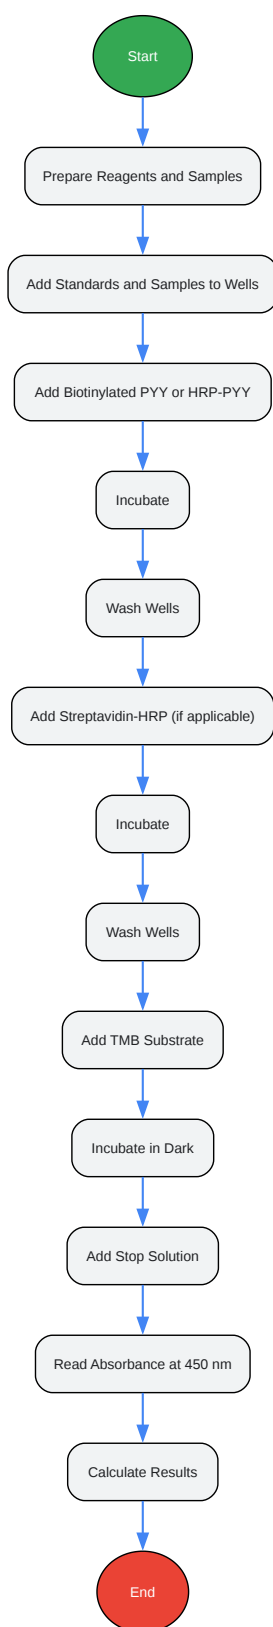 Start
Prepare Reagents and Samples
Add Standards and Samples to Wells
Add Biotinylated PYY or HRP-PYY
Incubate
Wash Wells
Add Streptavidin-HRP (if applicable)
Incubate
Wash Wells
Add TMB Substrate
Incubate in Dark
Add Stop Solution
Read Absorbance at 450 nm
Calculate Results
End